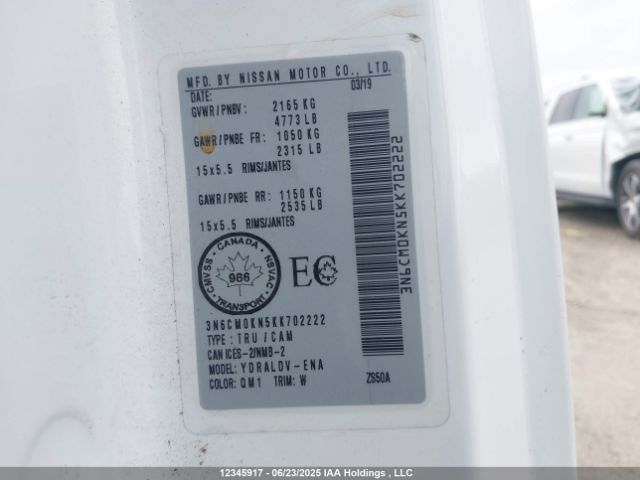 MFD. BY NISSAN MOTOR CO., LTD.
DATE: 03/19
GVWR/PNBV: 2165 KG
4773 LB
GAWR/PNBE FR: 1050 KG
2315 LB
15x5.5 RIMS/JANTES
GAWR/PNBE RR: 1150 KG
2535 LB
15x5.5 RIMS/JANTES
CANADA
CMVSS NSVAC
986
TRANSPORT
EC
3N6CM0KN5KK702222
TYPE: TRU/CAM
CAN ICES-2/NMB-2
MODEL: YDRALDV-ENA
COLOR: QM1 TRIM: W ZS50A
3N6CM0KN5KK702222
12345917 - 06/23/2025 IAA Holdings , LLC